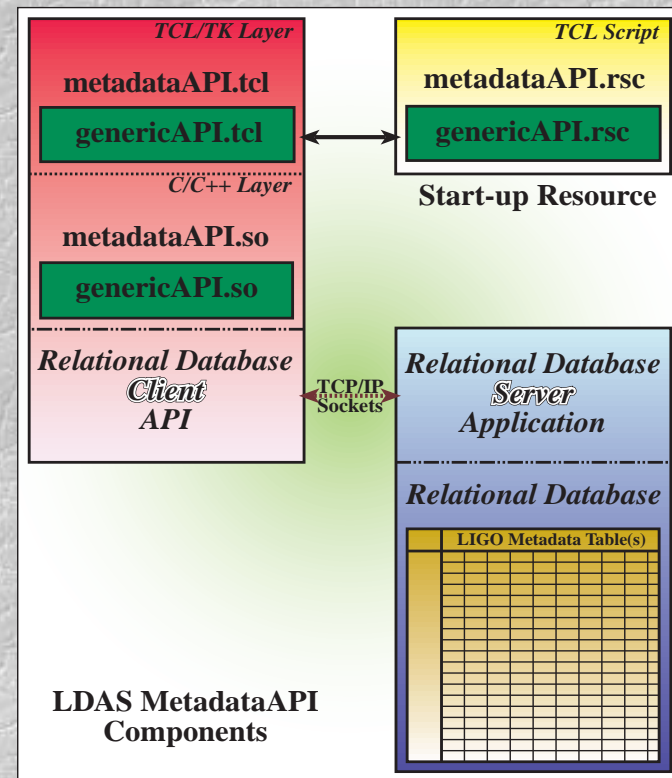 TCL/TK Layer
metadataAPI.tcl
genericAPI.tcl
C/C++ Layer
metadataAPI.so
genericAPI.so
Relational Database
Client
API
TCL Script
metadataAPI.rsc
genericAPI.rsc
Start-up Resource
TCP/IP
Sockets
Relational Database
Server
Application
Relational Database
LIGO Metadata Table(s)
LDAS MetadataAPI
Components